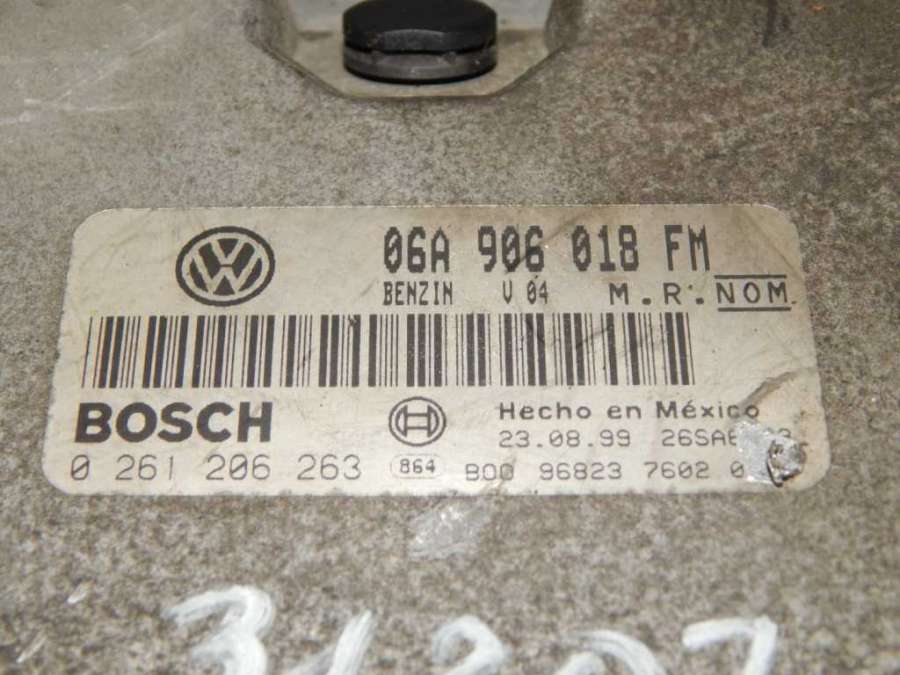 06A 906 018 FM
BENZIN V 04 M.R. NOM
BOSCH
Hecho en México
23.08.99
0 261 206 263 864 BOO 96823 7602